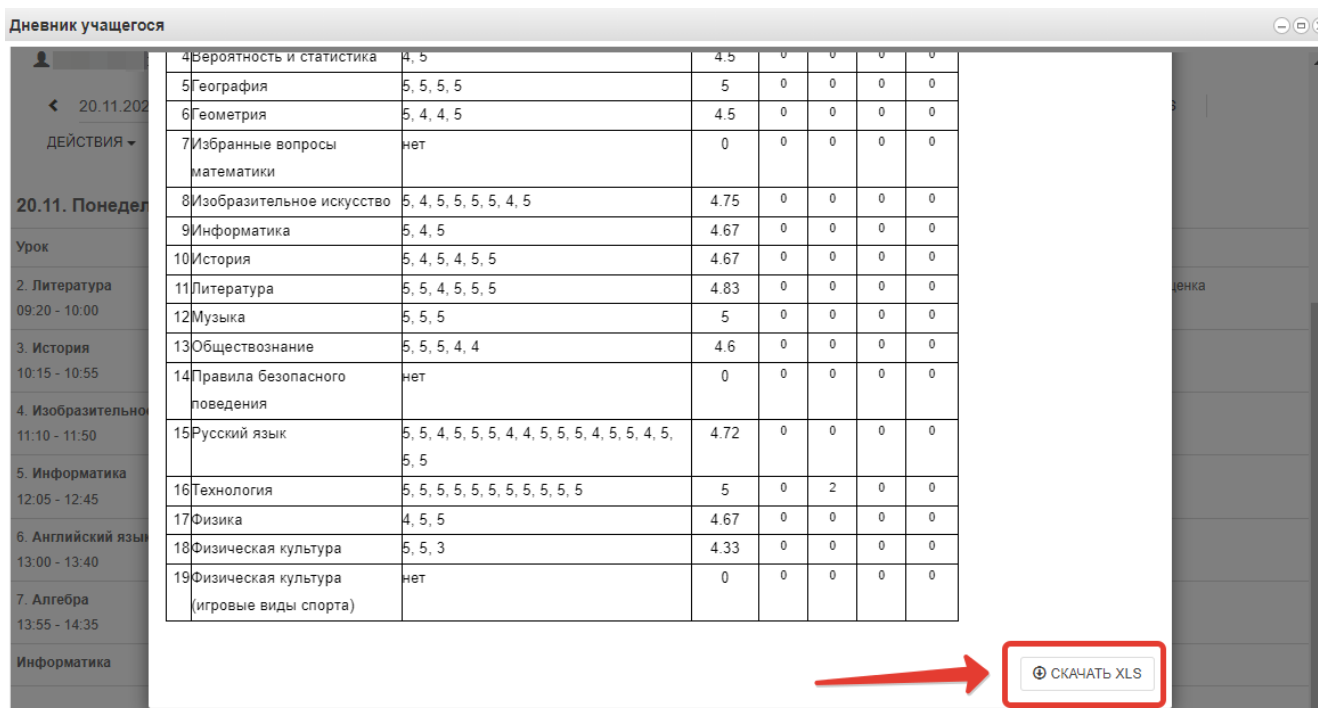 Дневник учащегося
20.11.202
ДЕЙСТВИЯ
20.11. Понедел
Урок
2. Литература
09:20 - 10:00
ценка
3. История
10:15 - 10:55
4. Изобразительное
11:10 - 11:50
5. Информатика
12:05 - 12:45
6. Английский язык
13:00 - 13:40
7. Алгебра
13:55 - 14:35
Информатика
4 Вероятность и статистика 4, 5 4.5 0 0 0 0
5 География 5, 5, 5, 5 5 0 0 0 0
6 Геометрия 5, 4, 4, 5 4.5 0 0 0 0
7 Избранные вопросы нет 0 0 0 0 0
математики
8 Изобразительное искусство 5, 4, 5, 5, 5, 5, 4, 5 4.75 0 0 0 0
9 Информатика 5, 4, 5 4.67 0 0 0 0
10 История 5, 4, 5, 4, 5, 5 4.67 0 0 0 0
11 Литература 5, 5, 4, 5, 5, 5 4.83 0 0 0 0
12 Музыка 5, 5, 5 5 0 0 0 0
13 Обществознание 5, 5, 5, 4, 4 4.6 0 0 0 0
14 Правила безопасного нет 0 0 0 0 0
поведения
15 Русский язык 5, 5, 4, 5, 5, 5, 4, 4, 5, 5, 5, 4, 5, 5, 4, 5, 4.72 0 0 0 0
5, 5
16 Технология 5, 5, 5, 5, 5, 5, 5, 5, 5, 5, 5 5 0 2 0 0
17 Физика 4, 5, 5 4.67 0 0 0 0
18 Физическая культура 5, 5, 3 4.33 0 0 0 0
19 Физическая культура нет 0 0 0 0 0
(игровые виды спорта)
СКАЧАТЬ XLS